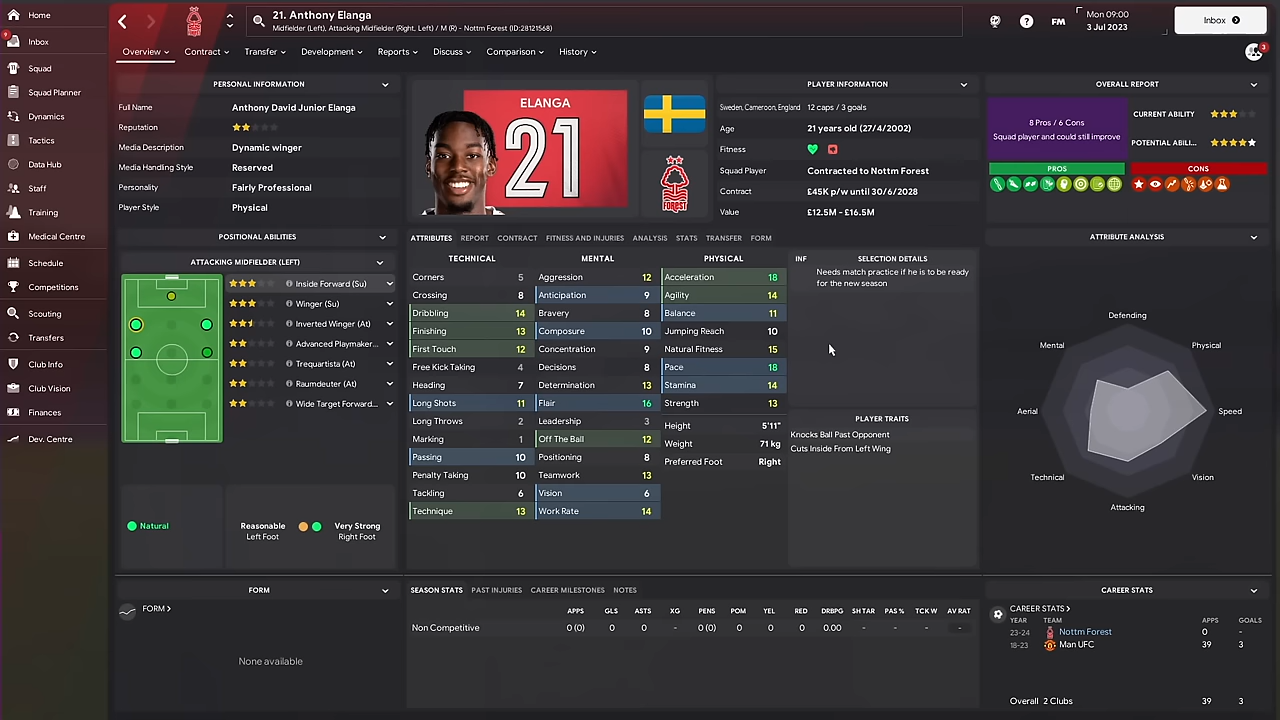 Home
Inbox
Squad
Squad Planner
Dynamics
Tactics
Data Hub
Staff
Training
Medical Centre
Schedule
Competitions
Scouting
Transfers
Club Info
Club Vision
Finances
Dev. Centre
21. Anthony Elanga
Midfielder (Left), Attacking Midfielder (Right, Left) / M (R) - Nottm Forest (ID:28121568)
FM
Mon 09:00
3 Jul 2023
Inbox
Overview Contract Transfer Development Reports Discuss Comparison History
3
PERSONAL INFORMATION
Full Name Anthony David Junior Elanga
Reputation
Media Description Dynamic winger
Media Handling Style Reserved
Personality Fairly Professional
Player Style Physical
ELANGA
21
FOREST
PLAYER INFORMATION
Sweden, Cameroon, England 12 caps / 3 goals
Age 21 years old (27/4/2002)
Fitness
Squad Player Contracted to Nottm Forest
Contract £45K p/w until 30/6/2028
Value £12.5M - £16.5M
OVERALL REPORT
8 Pros / 6 Cons
Squad player and could still improve
CURRENT ABILITY
POTENTIAL ABILI...
PROS CONS
POSITIONAL ABILITIES
ATTACKING MIDFIELDER (LEFT)
Inside Forward (Su)
Winger (Su)
Inverted Winger (At)
Advanced Playmaker...
Trequartista (At)
Raumdeuter (At)
Wide Target Forward...
Natural
Reasonable Very Strong
Left Foot Right Foot
ATTRIBUTES REPORT CONTRACT FITNESS AND INJURIES ANALYSIS STATS TRANSFER FORM
TECHNICAL MENTAL PHYSICAL
Corners 5 Aggression 12 Acceleration 18
Crossing 8 Anticipation 9 Agility 14
Dribbling 14 Bravery 8 Balance 11
Finishing 13 Composure 10 Jumping Reach 10
First Touch 12 Concentration 9 Natural Fitness 15
Free Kick Taking 4 Decisions 8 Pace 18
Heading 7 Determination 13 Stamina 14
Long Shots 11 Flair 16 Strength 13
Long Throws 2 Leadership 3 Height 5'11"
Marking 1 Off The Ball 12 Weight 71 kg
Passing 10 Positioning 8 Preferred Foot Right
Penalty Taking 10 Teamwork 13
Tackling 6 Vision 6
Technique 13 Work Rate 14
INF SELECTION DETAILS
Needs match practice if he is to be ready
for the new season
PLAYER TRAITS
Knocks Ball Past Opponent
Cuts Inside From Left Wing
ATTRIBUTE ANALYSIS
Defending
Mental Physical
Aerial Speed
Technical Vision
Attacking
FORM
FORM
None available
SEASON STATS PAST INJURIES CAREER MILESTONES NOTES
APPS GLS ASTS XG PENS POM YEL RED DRBPG SH TAR PAS % TCK W AV RAT
Non Competitive 0 (0) 0 0 - 0 (0) 0 0 0 0.00 - - - -
CAREER STATS
CAREER STATS
YEAR TEAM APPS GOALS
23-24 Nottm Forest 0 -
18-23 Man UFC 39 3
Overall 2 Clubs 39 3